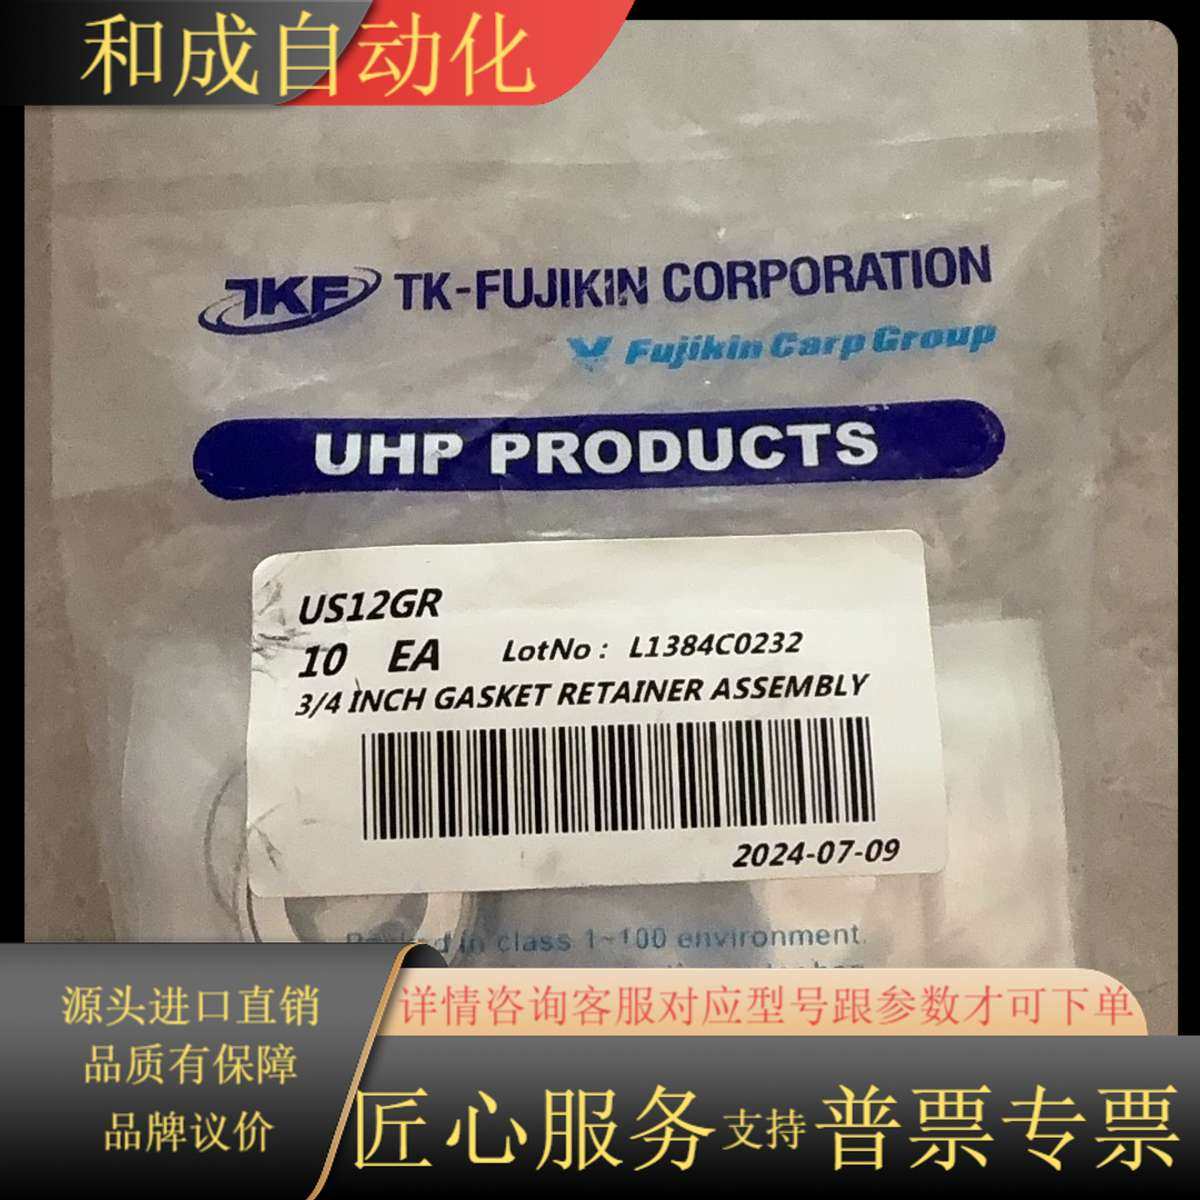 和成自动化
TKF TK-FUJIKIN CORPORATION
Fujikin Carp Group
UHP PRODUCTS
US12GR
10 EA LotNo : L1384C0232
3/4 INCH GASKET RETAINER ASSEMBLY
2024-07-09
in class 1~100 environment.
源头进口直销
详情咨询客服对应型号跟参数才可下单
品质有保障
品牌议价
匠心服务支持普票专票